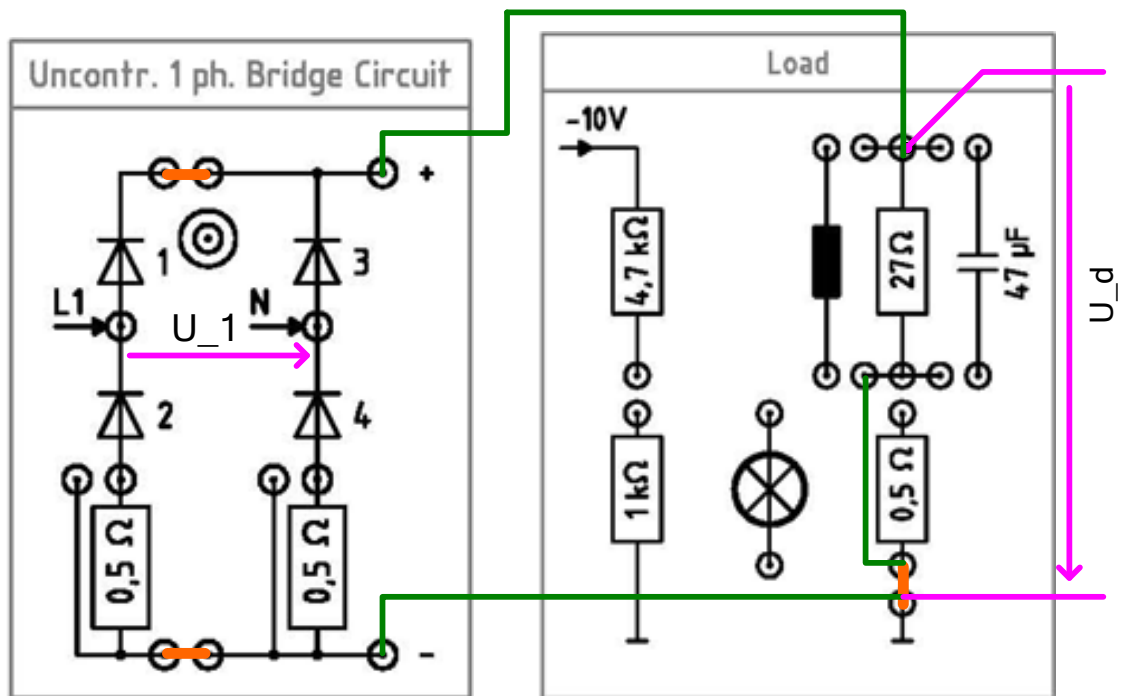 Uncontr. 1 ph. Bridge Circuit
+
1
3
L1
N
U_1
2
4
0,5 Ω
0,5 Ω
-
Load
-10V
4,7 kΩ
27Ω
47 µF
1kΩ
0,5 Ω
U_d